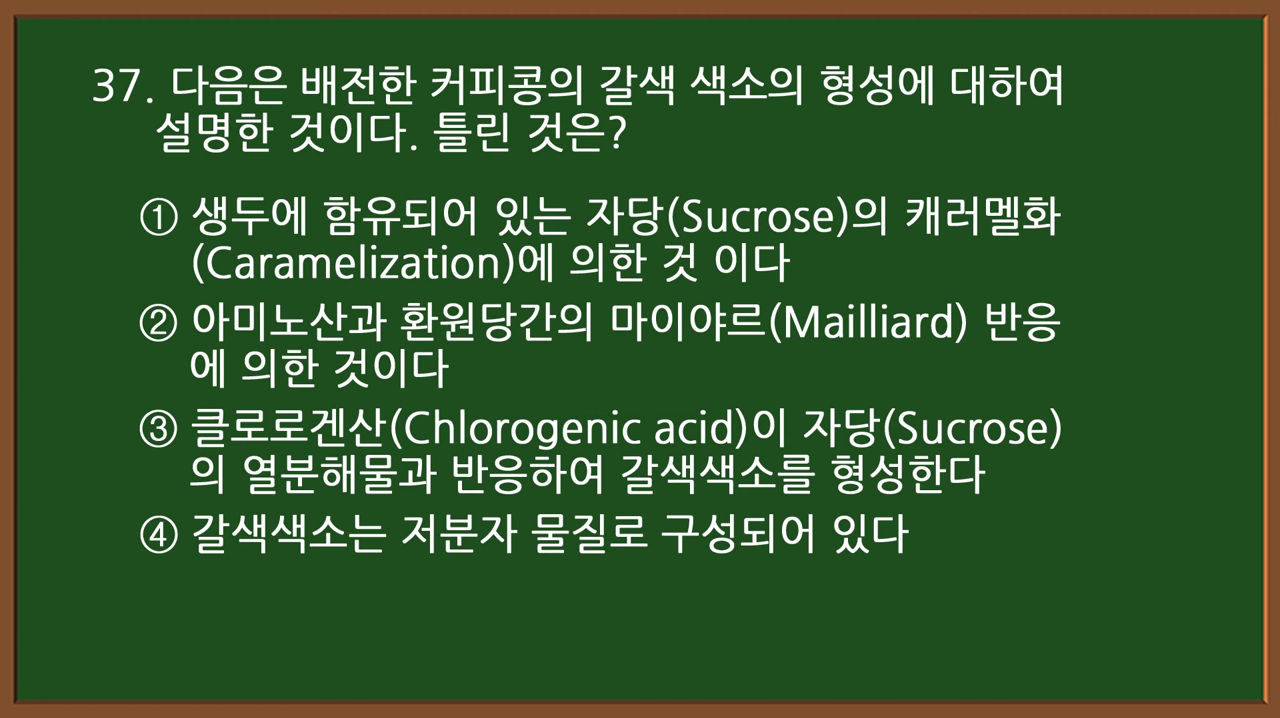 37. 다음은 배전한 커피콩의 갈색 색소의 형성에 대하여
설명한 것이다. 틀린 것은?
① 생두에 함유되어 있는 자당(Sucrose)의 캐러멜화
(Caramelization)에 의한 것 이다
② 아미노산과 환원당간의 마이야르(Mailliard) 반응
에 의한 것이다
③ 클로로겐산(Chlorogenic acid)이 자당(Sucrose)
의 열분해물과 반응하여 갈색색소를 형성한다
④ 갈색색소는 저분자 물질로 구성되어 있다